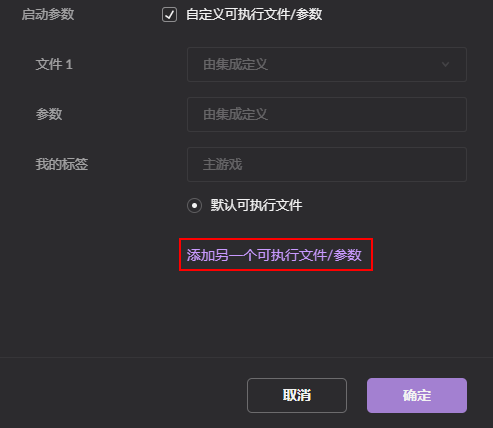 启动参数 自定义可执行文件/参数
文件 1 由集成定义
参数 由集成定义
我的标签 主游戏
默认可执行文件
添加另一个可执行文件/参数
取消 确定